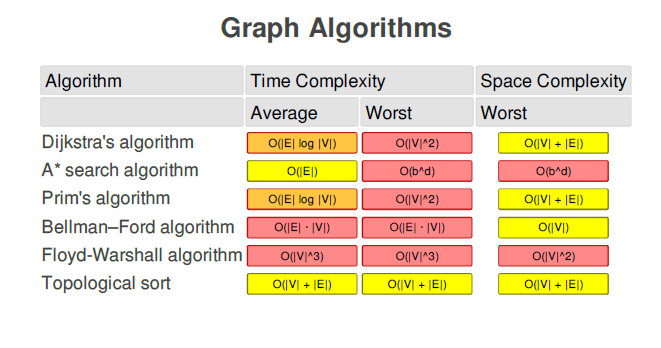 Graph Algorithms
Algorithm Time Complexity Space Complexity
Average Worst Worst
Dijkstra's algorithm O(|E| log |V|) O(|V|^2) O(|V| + |E|)
A* search algorithm O(|E|) O(b^d) O(b^d)
Prim's algorithm O(|E| log |V|) O(|V|^2) O(|V| + |E|)
Bellman–Ford algorithm O(|E| · |V|) O(|E| · |V|) O(|V|)
Floyd-Warshall algorithm O(|V|^3) O(|V|^3) O(|V|^2)
Topological sort O(|V| + |E|) O(|V| + |E|) O(|V| + |E|)